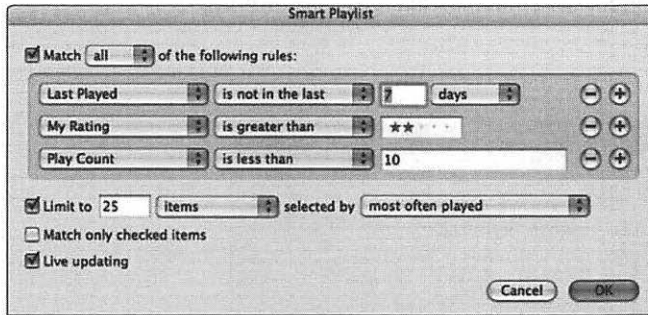 Smart Playlist
Match all of the following rules:
Last Played is not in the last 7 days
My Rating is greater than ★★···
Play Count is less than 10
Limit to 25 items selected by most often played
Match only checked items
Live updating
Cancel OK